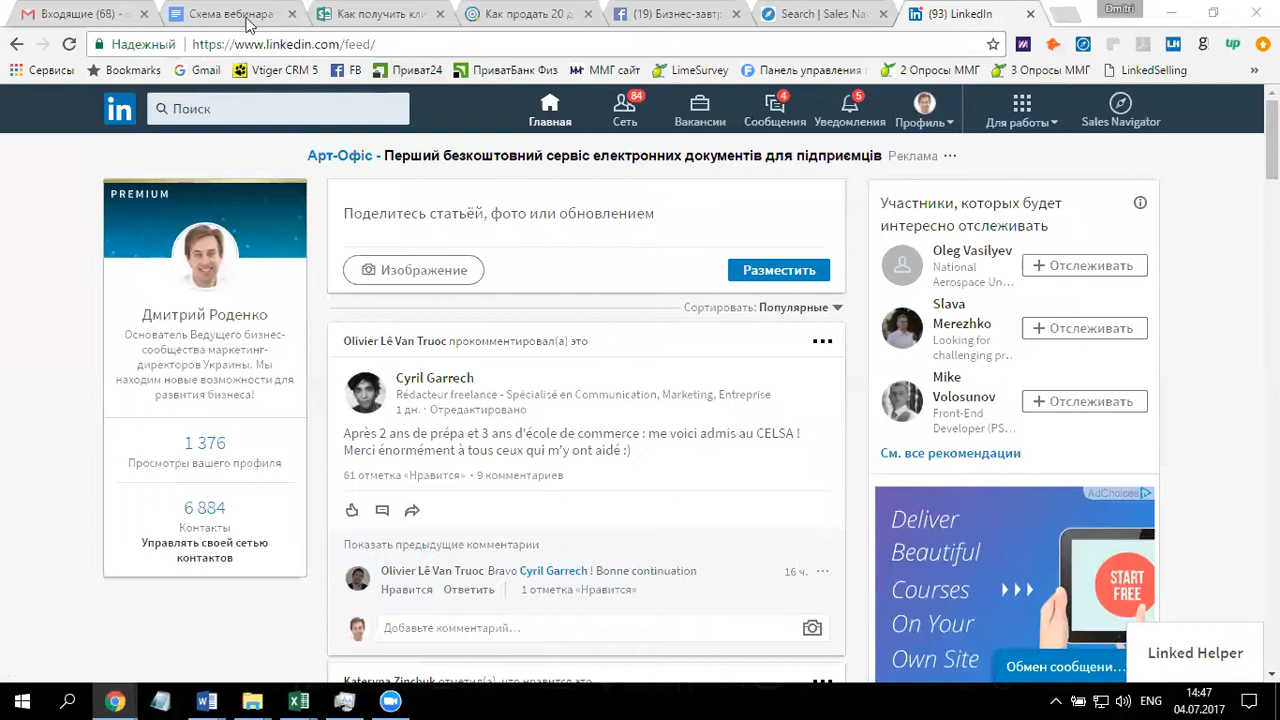 Входящие (68) - в
Схема вебинара
Как получить кли
Как продать 20 д
(19) Бизнес-завтр
Search | Sales Na
(93) LinkedIn
Dmitri
Надежный
https://www.linkedin.com/feed/
Сервисы
Bookmarks
Gmail
Vtiger CRM 5
FB
Приват24
ПриватБанк Физ
ММГ сайт
LimeSurvey
Панель управления
2 Опросы ММГ
3 Опросы ММГ
LinkedSelling
Поиск
Главная
84
Сеть
Вакансии
4
Сообщения
5
Уведомления
Профиль
Для работы
Sales Navigator
Арт-Офіс - Перший безкоштовний сервіс електронних документів для підприємців
Реклама
PREMIUM
Дмитрий Роденко
Основатель Ведущего бизнес-
сообщества маркетинг-
директоров Украины. Мы
находим новые возможности для
развития бизнеса!
1 376
Просмотры вашего профиля
6 884
Контакты
Управлять своей сетью
контактов
Поделитесь статьёй, фото или обновлением
Изображение
Разместить
Сортировать: Популярные
Olivier Lê Van Truoc прокомментировал(а) это
Cyril Garrech
Rédacteur freelance - Spécialisé en Communication, Marketing, Enterprise
1 дн. · Отредактировано
Après 2 ans de prépa et 3 ans d'école de commerce : me voici admis au CELSA !
Merci énormément à tous ceux qui m'y ont aidé :)
61 отметка «Нравится» · 9 комментариев
Показать предыдущие комментарии
Olivier Lê Van Truoc Bravo Cyril Garrech ! Bonne continuation
16 ч.
Нравится · Ответить
1 отметка «Нравится»
Добавьте комментарий…
Kateryna Zinchuk отметил(а), что нравится это
Участники, которых будет
интересно отслеживать
Oleg Vasilyev
National
Aerospace Un…
Отслеживать
Slava
Merezhko
Looking for
challenging pr…
Отслеживать
Mike
Volosunov
Front-End
Developer (PS…
Отслеживать
См. все рекомендации
AdChoices
Deliver
Beautiful
Courses
On Your
Own Site
START
FREE
Обмен сообщени…
Linked Helper
ENG
14:47
04.07.2017